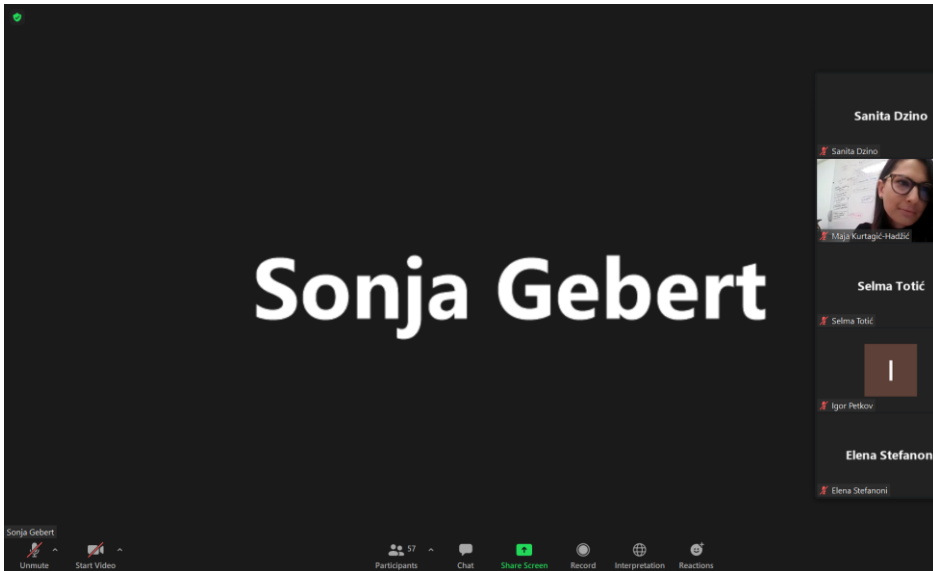 Sonja Gebert
Sanita Dzino
Sanita Dzino
Maja Kurtagić-Hadžić
Selma Totić
Selma Totić
I
Igor Petkov
Elena Stefanon
Elena Stefanoni
Sonja Gebert
57
Unmute
Start Video
Participants
Chat
Share Screen
Record
Interpretation
Reactions